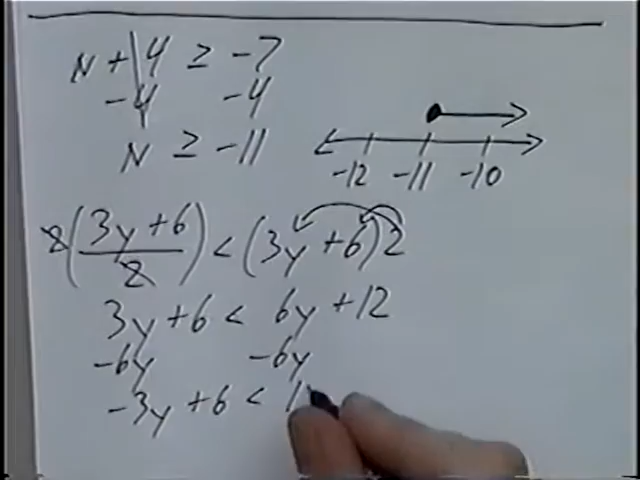 N + 4 ≥ -7
-4 -4
N ≥ -11
-12 -11 -10
2(3y+6/2) < (3y+6)2
3y+6 < 6y+12
-6y -6y
-3y+6 < 1